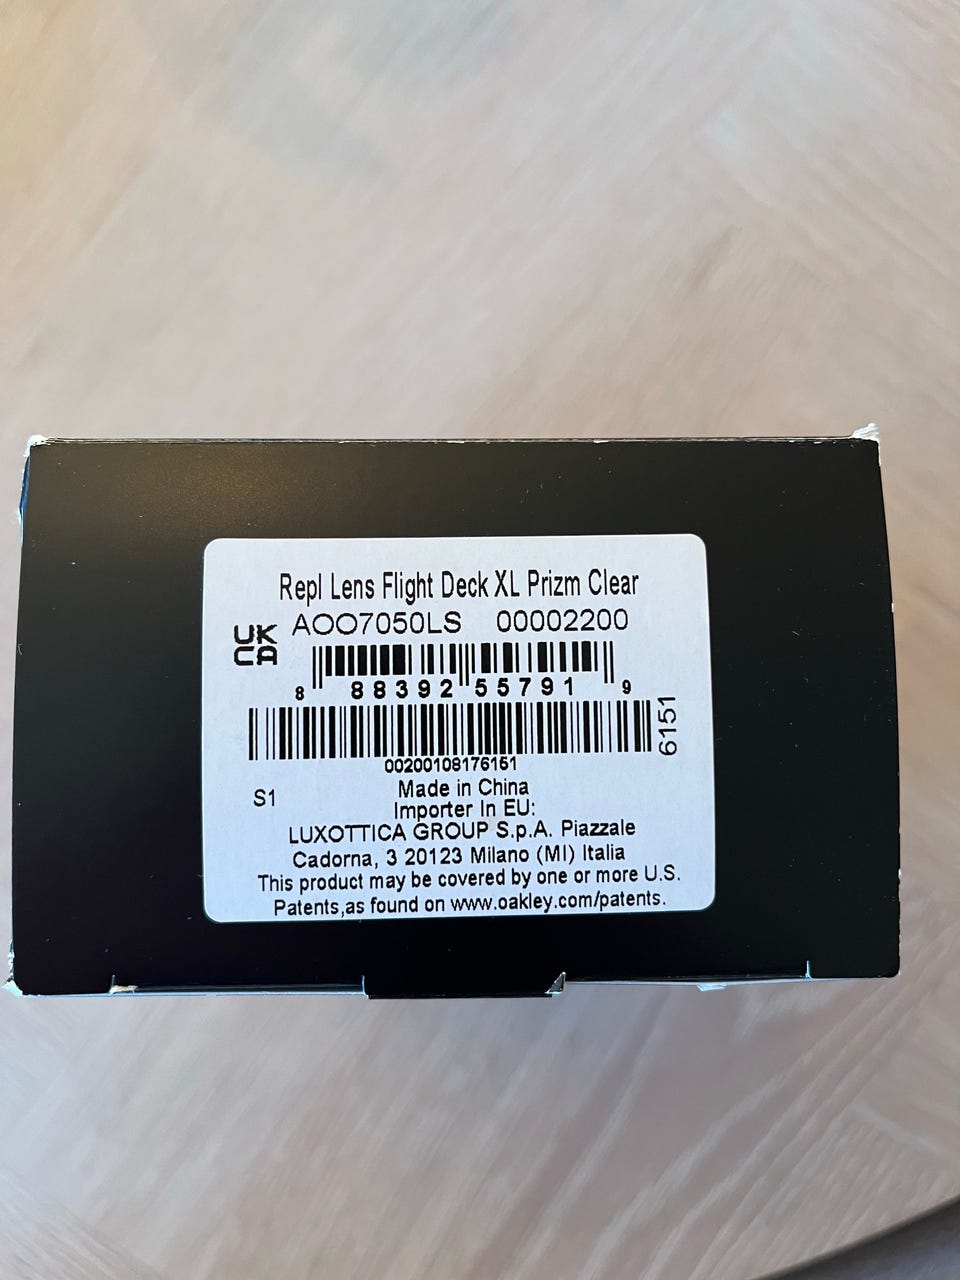 Repl Lens Flight Deck XL Prizm Clear
AOO7050LS 00002200
UK
CA
8 88392 55791 9
6151
00200108176151
S1
Made in China
Importer In EU:
LUXOTTICA GROUP S.p.A. Piazzale
Cadorna, 3 20123 Milano (MI) Italia
This product may be covered by one or more U.S.
Patents,as found on www.oakley.com/patents.